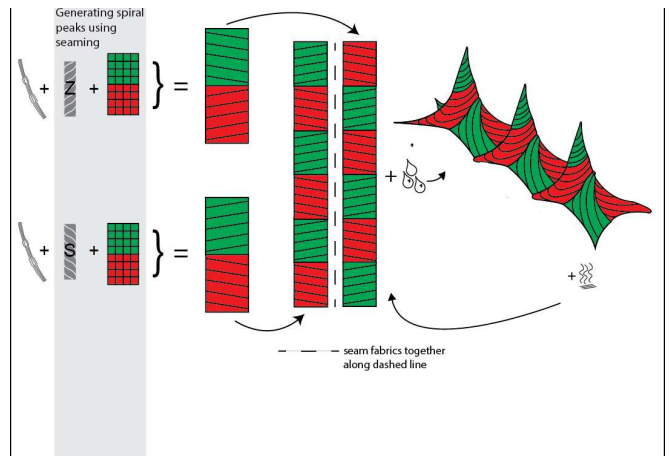 Generating spiral
peaks using
seaming
+ Z + } =
+
+ S + } =
+
seam fabrics together
along dashed line